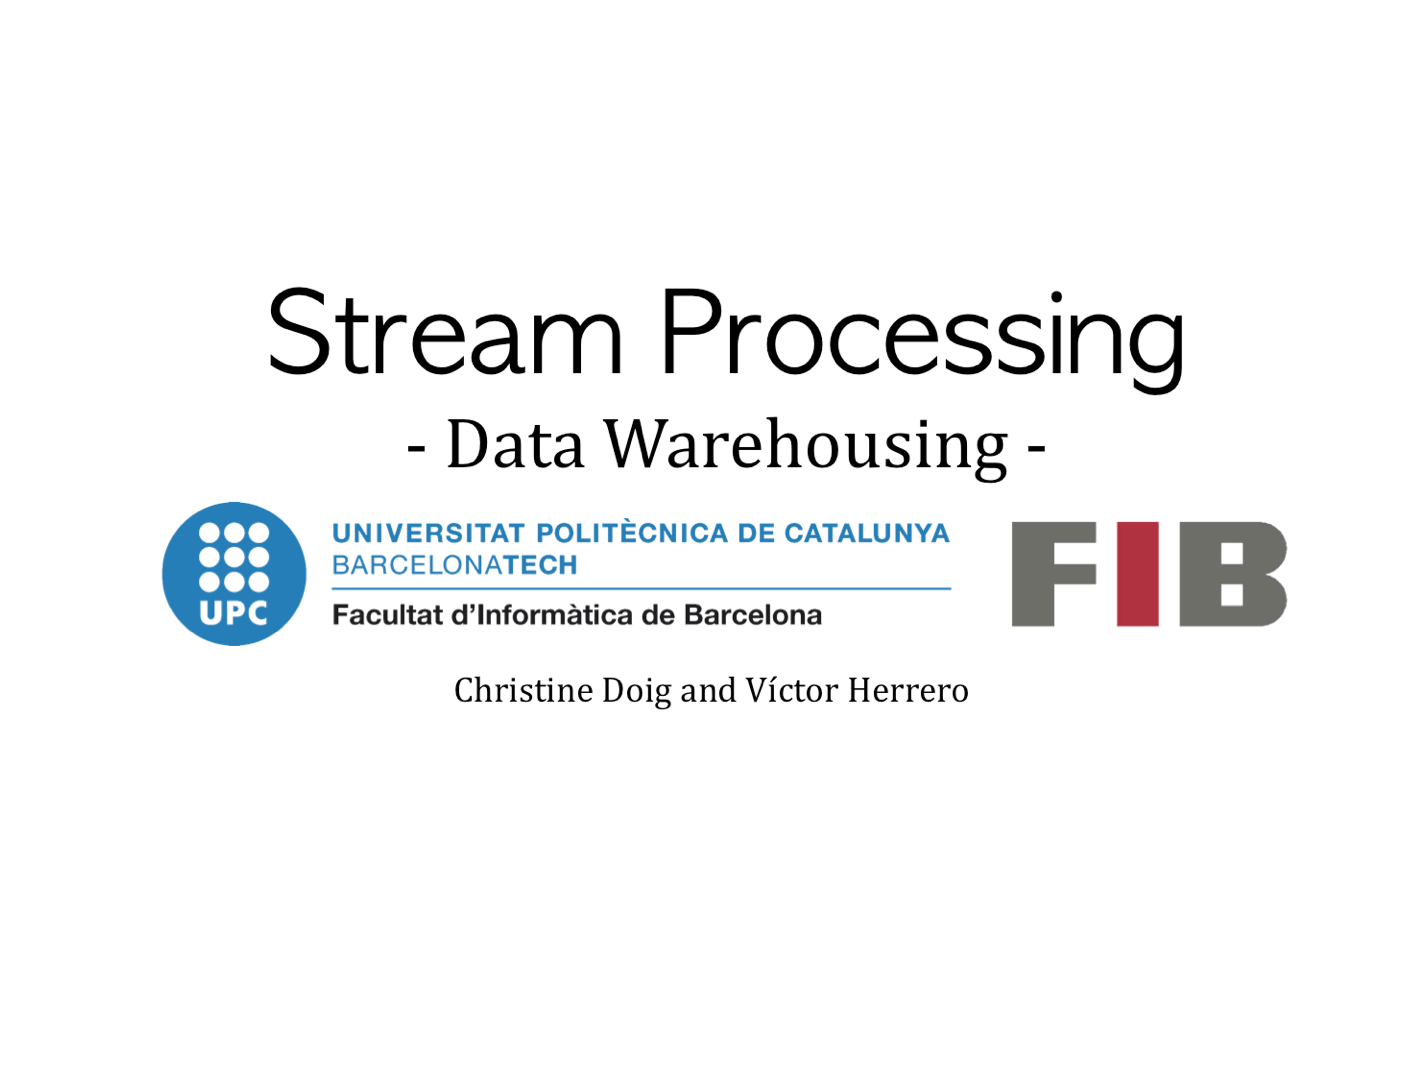 Stream Processing
- Data Warehousing -
UPC
UNIVERSITAT POLITÈCNICA DE CATALUNYA
BARCELONATECH
Facultat d'Informàtica de Barcelona
FIB
Christine Doig and Víctor Herrero